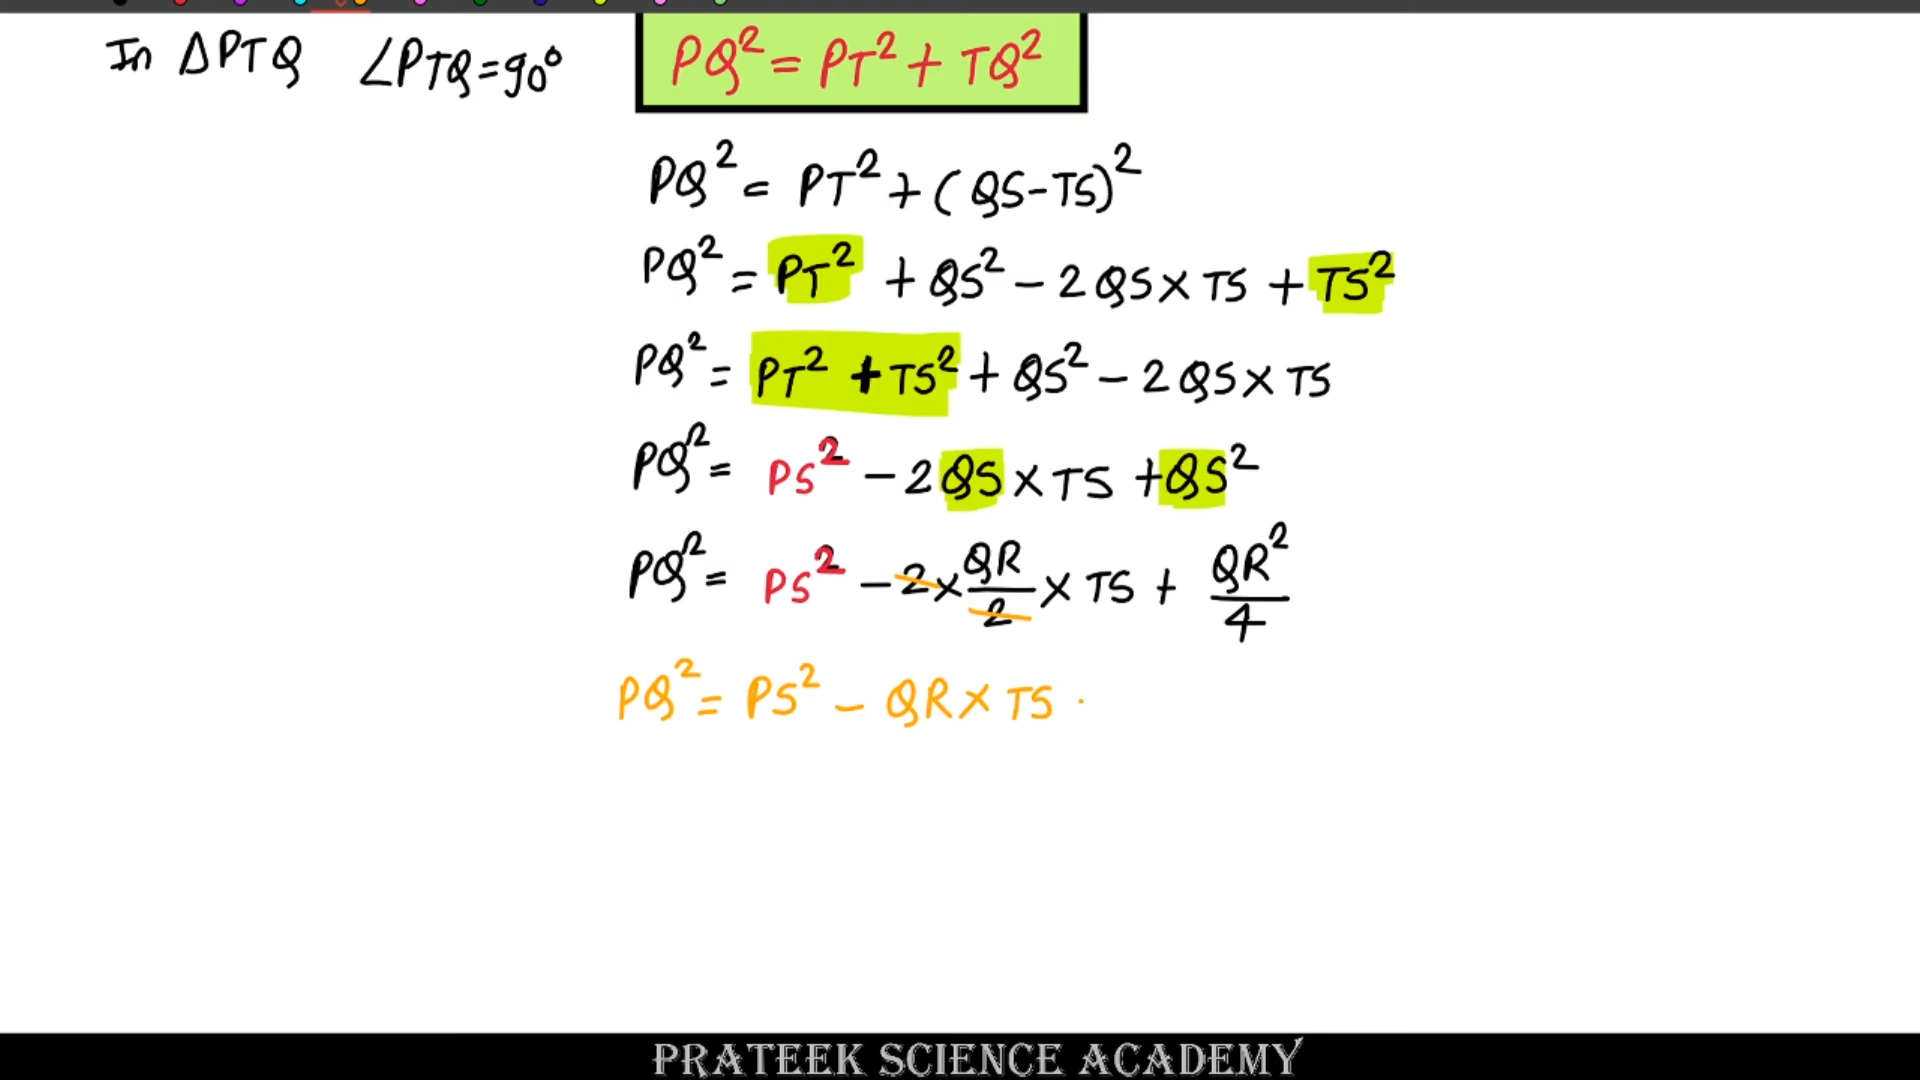 In ΔPTQ ∠PTQ=90° PQ² = PT² + TQ²
PQ² = PT² + (QS-TS)²
PQ² = PT² + QS² - 2QS × TS + TS²
PQ² = PT² + TS² + QS² - 2QS × TS
PQ² = PS² - 2QS × TS + QS²
PQ² = PS² - 2 × QR/2 × TS + QR²/4
PQ² = PS² - QR × TS
PRATEEK SCIENCE ACADEMY